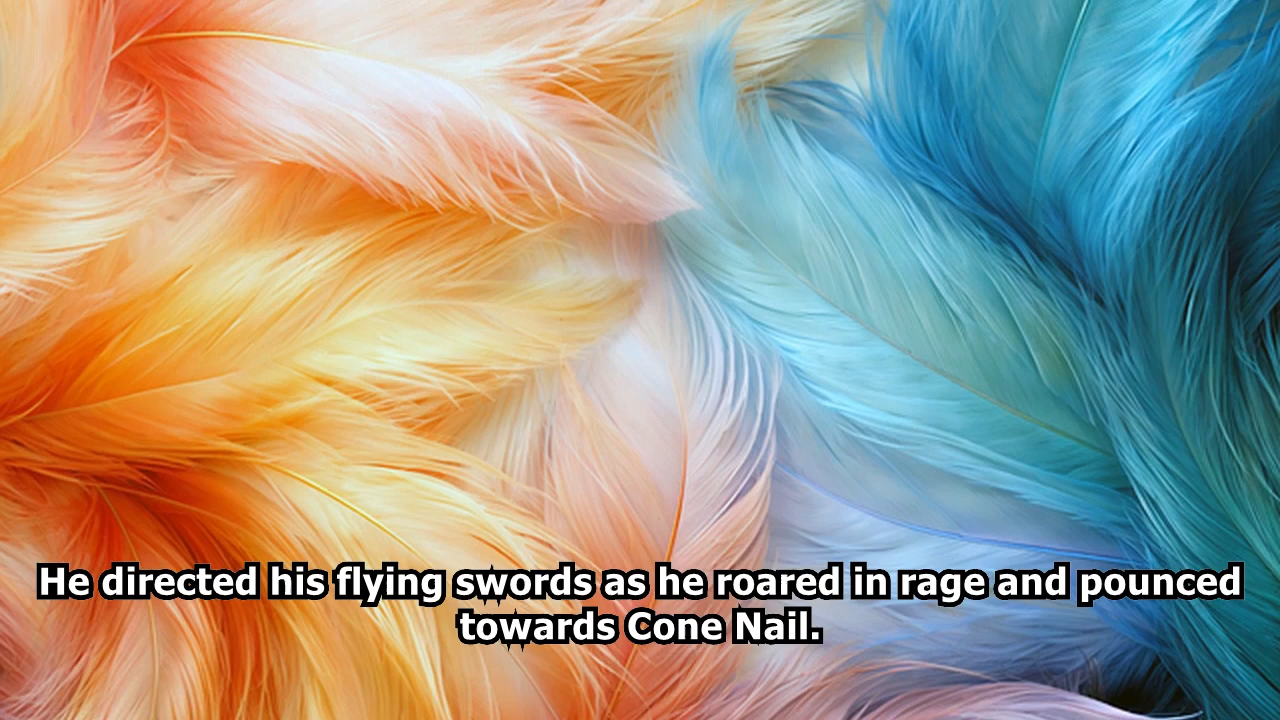 He directed his flying swords as he roared in rage and pounced
towards Cone Nail.